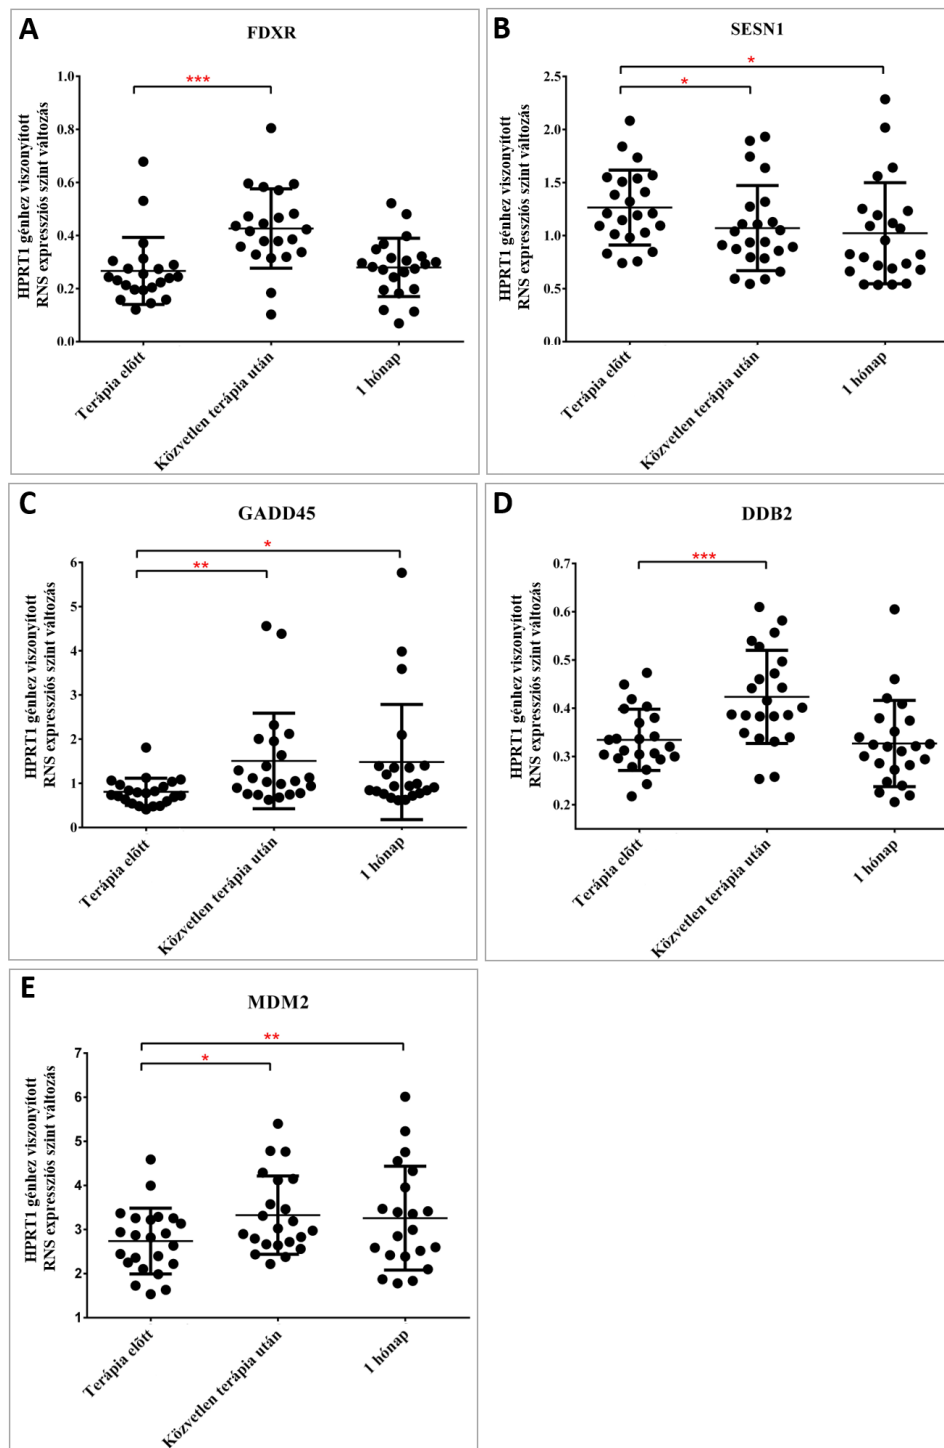 A
FDXR
***
HPRT1 génhez viszonyított
RNS expressziós szint változás
1.0
0.8
0.6
0.4
0.2
0.0
Terápia előtt
Közvetlen terápia után
1 hónap
B
SESN1
*
*
HPRT1 génhez viszonyított
RNS expressziós szint változás
2.5
2.0
1.5
1.0
0.5
0.0
Terápia előtt
Közvetlen terápia után
1 hónap
C
GADD45
*
**
HPRT1 génhez viszonyított
RNS expressziós szint változás
6
5
4
3
2
1
0
Terápia előtt
Közvetlen terápia után
1 hónap
D
DDB2
***
HPRT1 génhez viszonyított
RNS expressziós szint változás
0.7
0.6
0.5
0.4
0.3
0.2
Terápia előtt
Közvetlen terápia után
1 hónap
E
MDM2
**
*
HPRT1 génhez viszonyított
RNS expressziós szint változás
7
6
5
4
3
2
1
Terápia előtt
Közvetlen terápia után
1 hónap